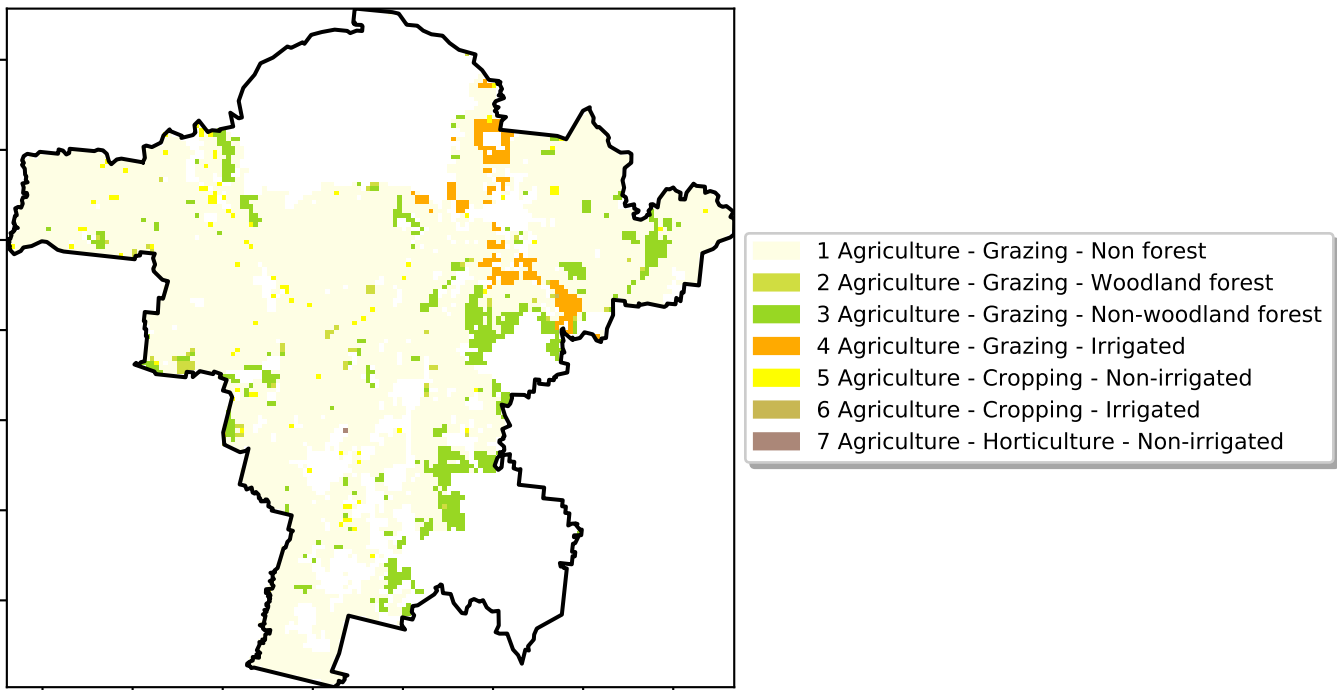 1 Agriculture - Grazing - Non forest
2 Agriculture - Grazing - Woodland forest
3 Agriculture - Grazing - Non-woodland forest
4 Agriculture - Grazing - Irrigated
5 Agriculture - Cropping - Non-irrigated
6 Agriculture - Cropping - Irrigated
7 Agriculture - Horticulture - Non-irrigated